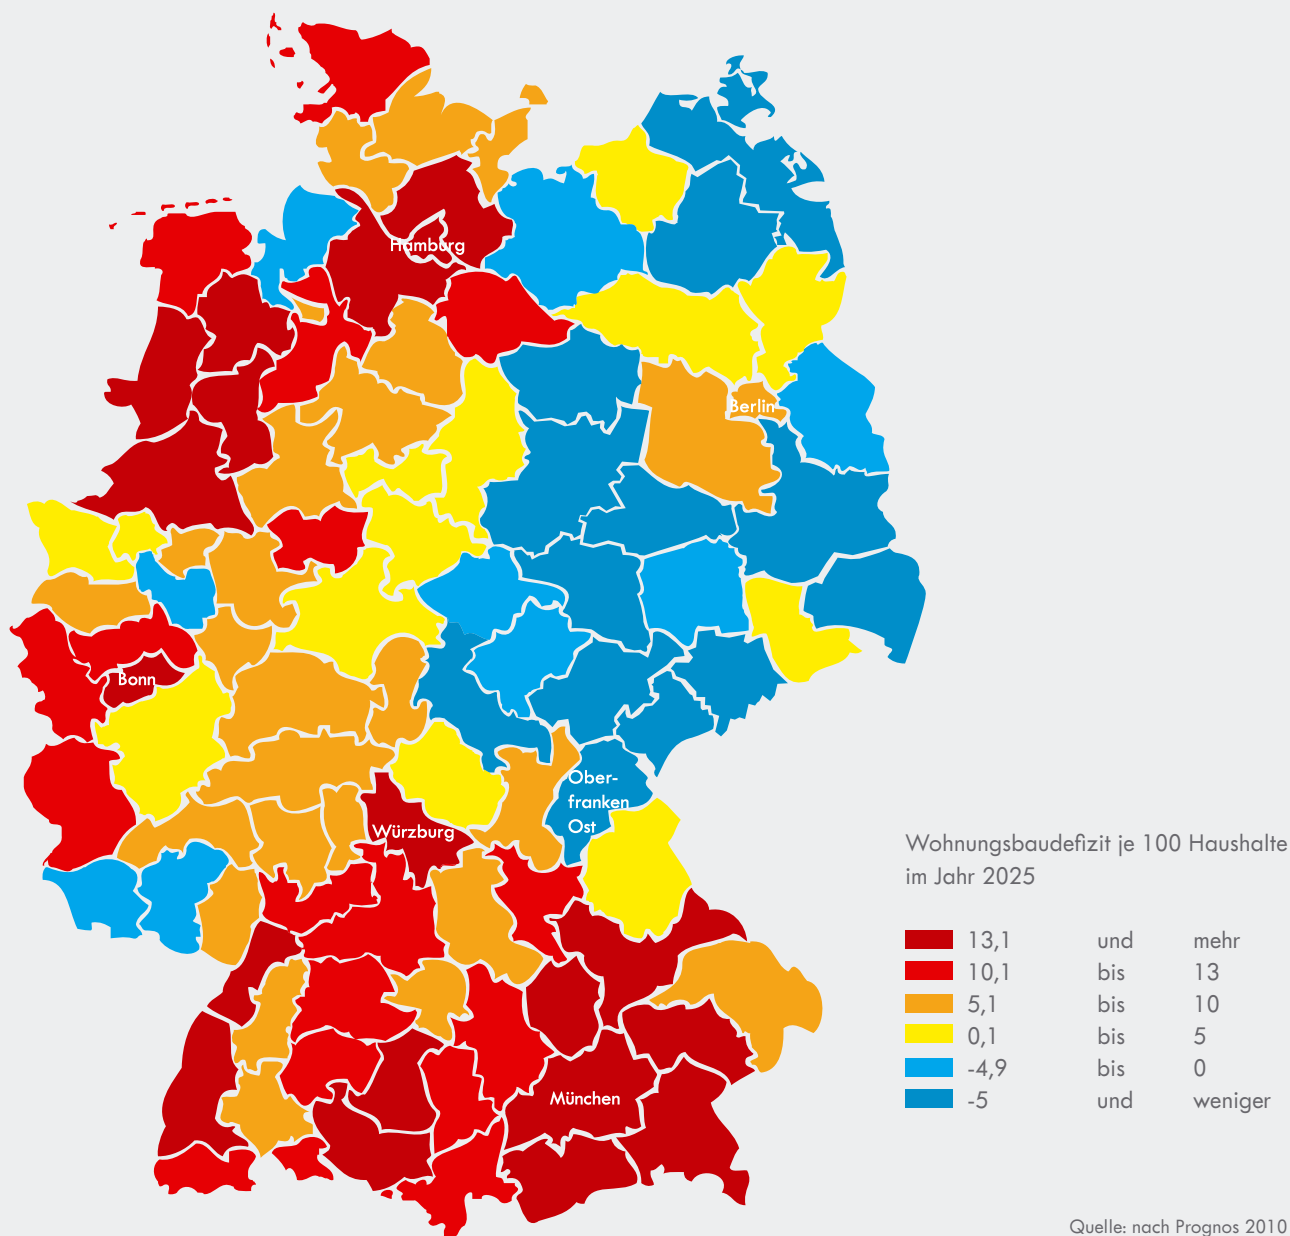 Hamburg
Berlin
Bonn
Ober-
franken
Ost
Würzburg
München
Wohnungsbaudefizit je 100 Haushalte
im Jahr 2025
13,1 und mehr
10,1 bis 13
5,1 bis 10
0,1 bis 5
-4,9 bis 0
-5 und weniger
Quelle: nach Prognos 2010